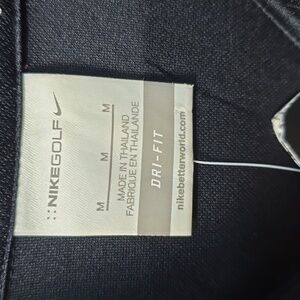 NIKEGOLF
M M M
MADE IN THAILAND
FABRIQUÉ EN THAÏLANDE
DRI-FIT
nikebetterworld.com